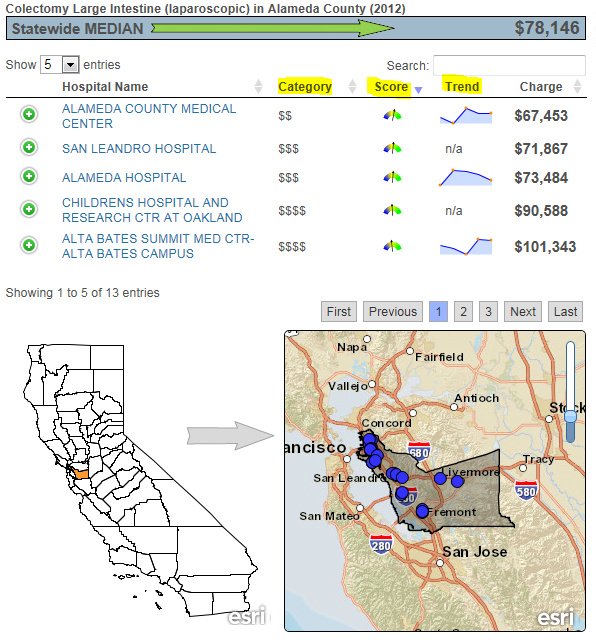 Colectomy Large Intestine (laparoscopic) in Alameda County (2012)
Statewide MEDIAN $78,146
Show 5 entries Search:
Hospital Name Category Score Trend Charge
ALAMEDA COUNTY MEDICAL
CENTER $$ $67,453
SAN LEANDRO HOSPITAL $$$ n/a $71,867
ALAMEDA HOSPITAL $$$ $73,484
CHILDRENS HOSPITAL AND
RESEARCH CTR AT OAKLAND $$$$ n/a $90,588
ALTA BATES SUMMIT MED CTR-
ALTA BATES CAMPUS $$$$ $101,343
Showing 1 to 5 of 13 entries
First Previous 1 2 3 Next Last
Napa
Fairfield
Vallejo
Antioch
Stock
Concord
ancisco
680
Tracy
San Leandr
Livermore
580
San Mateo
Fremont
280
San Jose
esri
esri